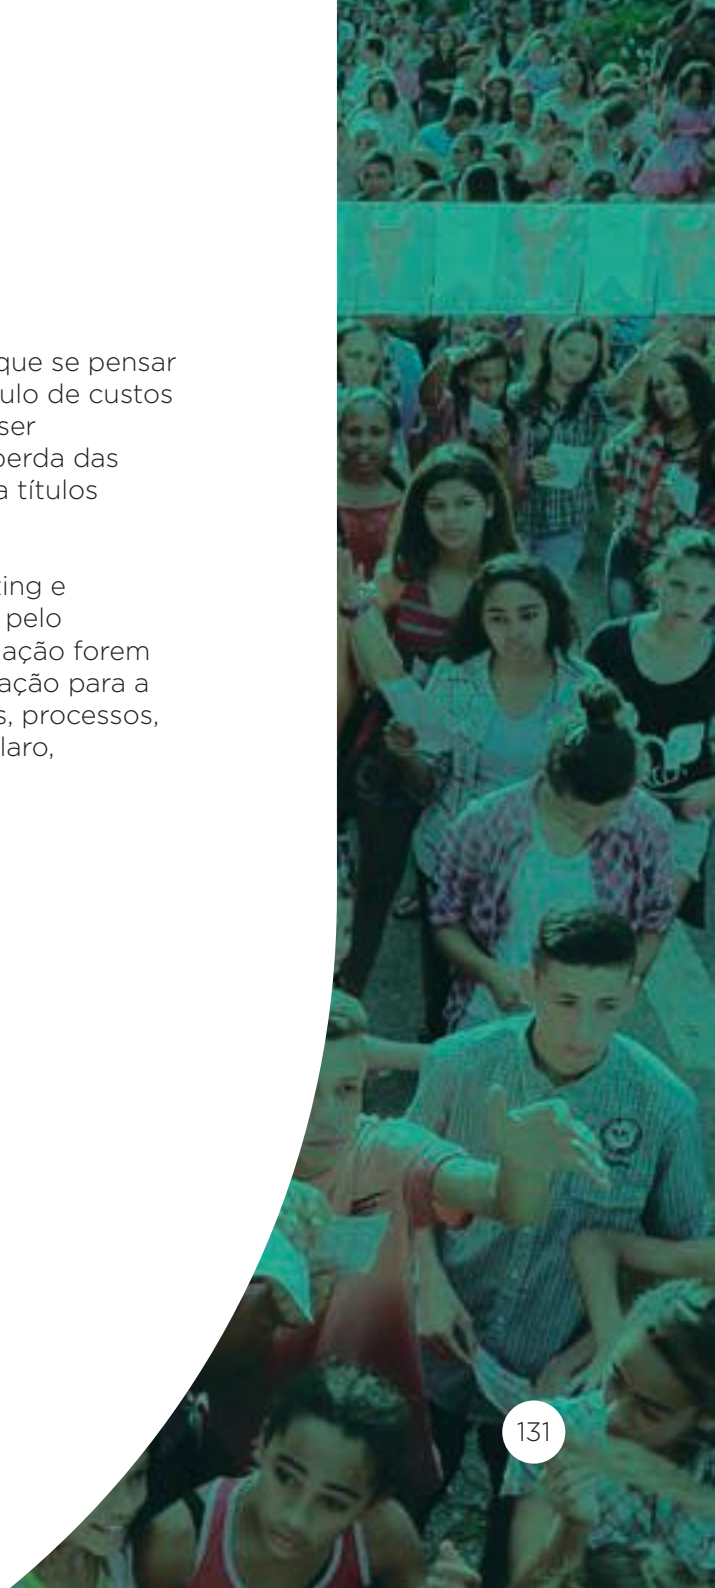 que se pensar
ulo de custos
ser
perda das
a títulos
ting e
pelo
ação forem
ação para a
s, processos,
laro,
131